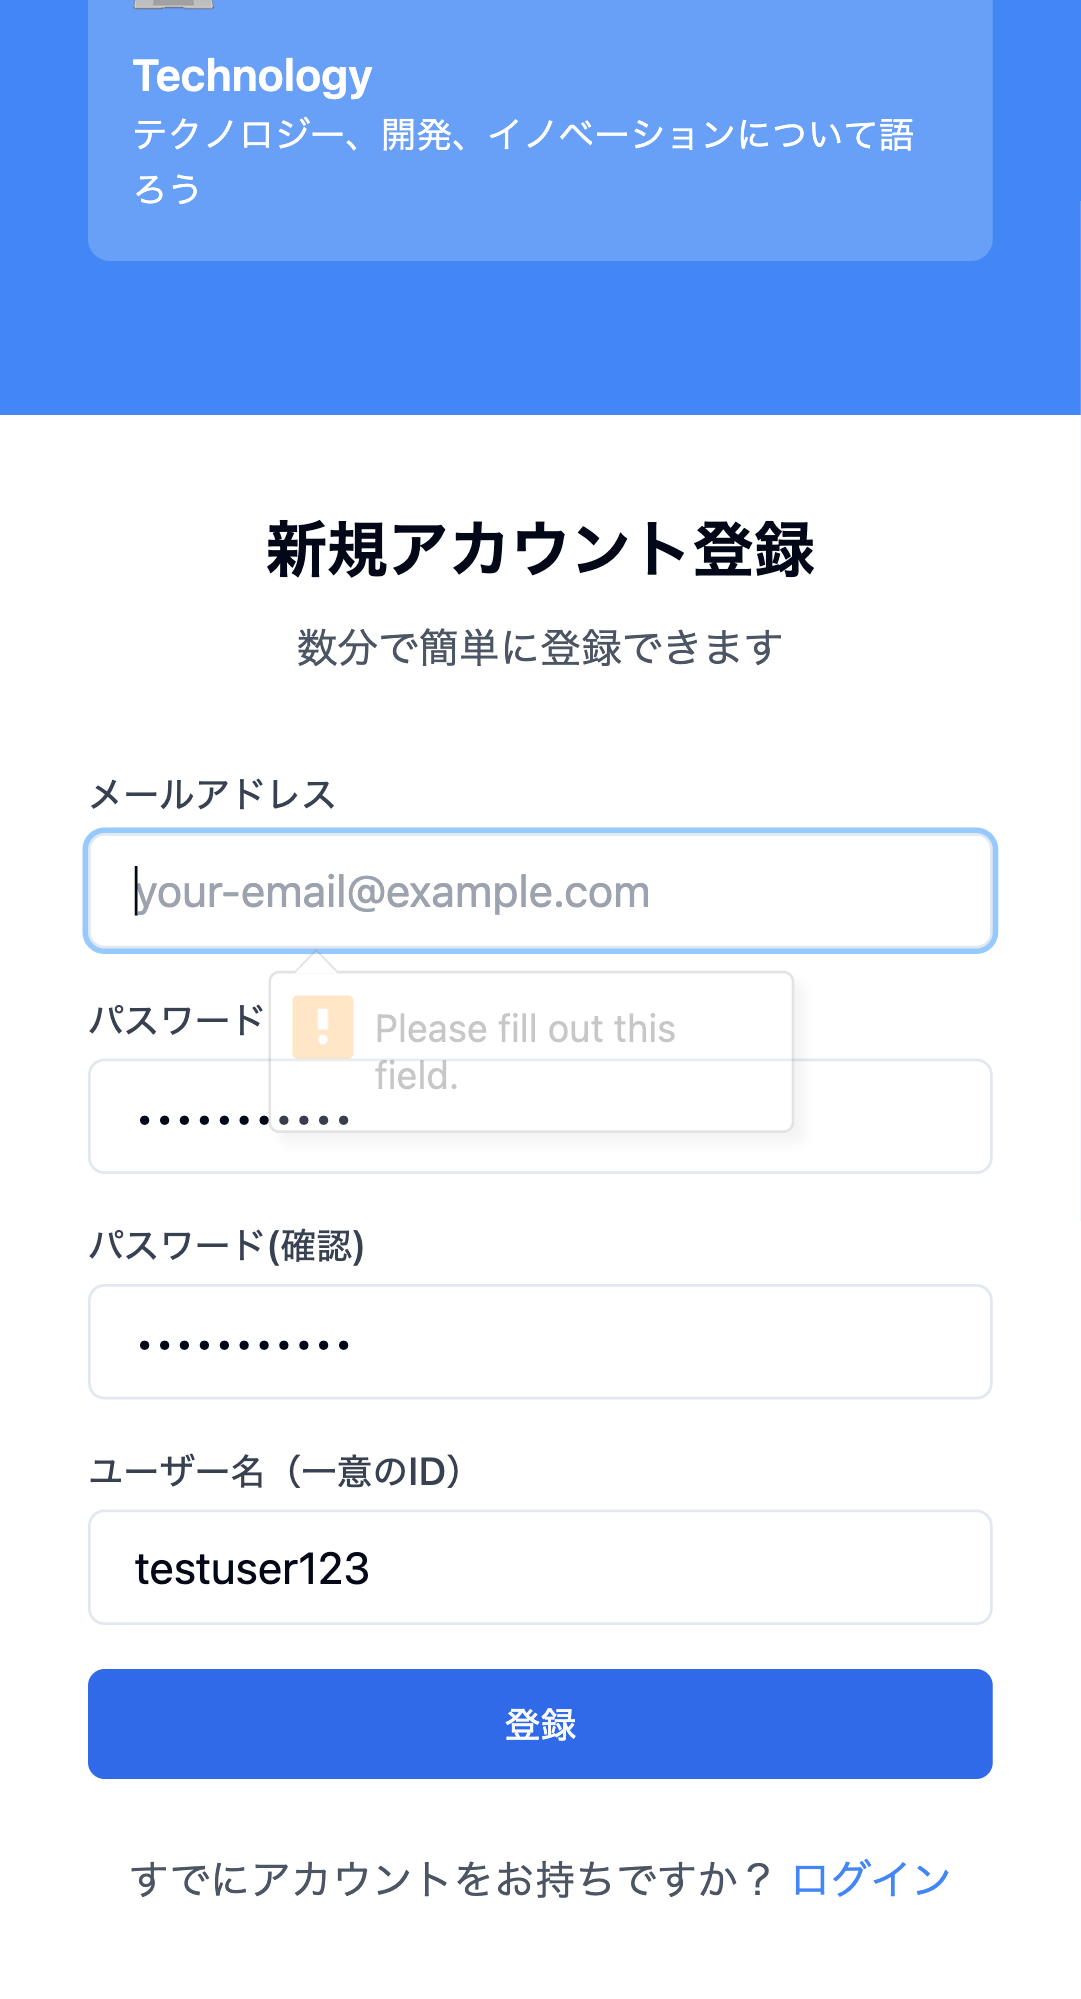 Technology
テクノロジー、開発、イノベーションについて語
ろう
新規アカウント登録
数分で簡単に登録できます
メールアドレス
your-email@example.com
Please fill out this
field.
パスワード
•••••••••••
パスワード(確認)
•••••••••••
ユーザー名（一意のID）
testuser123
登録
すでにアカウントをお持ちですか？ ログイン